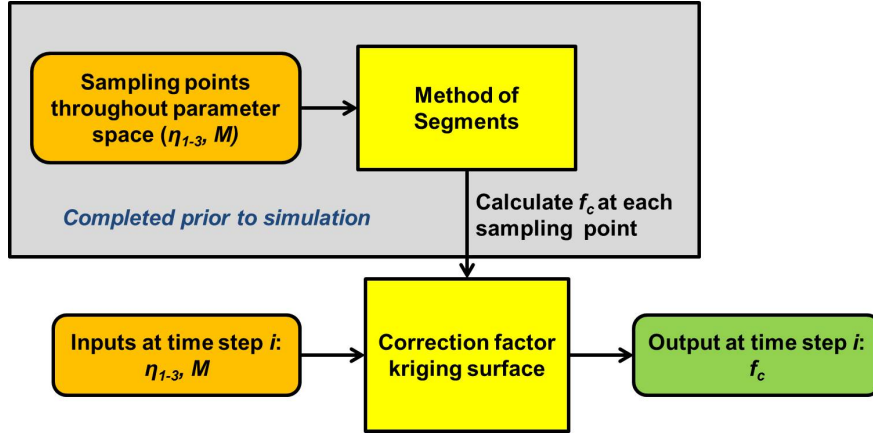 Sampling points
throughout parameter
space (η1-3, M)
Method of
Segments
Completed prior to simulation
Calculate fc at each
sampling point
Inputs at time step i:
η1-3, M
Correction factor
kriging surface
Output at time step i:
fc